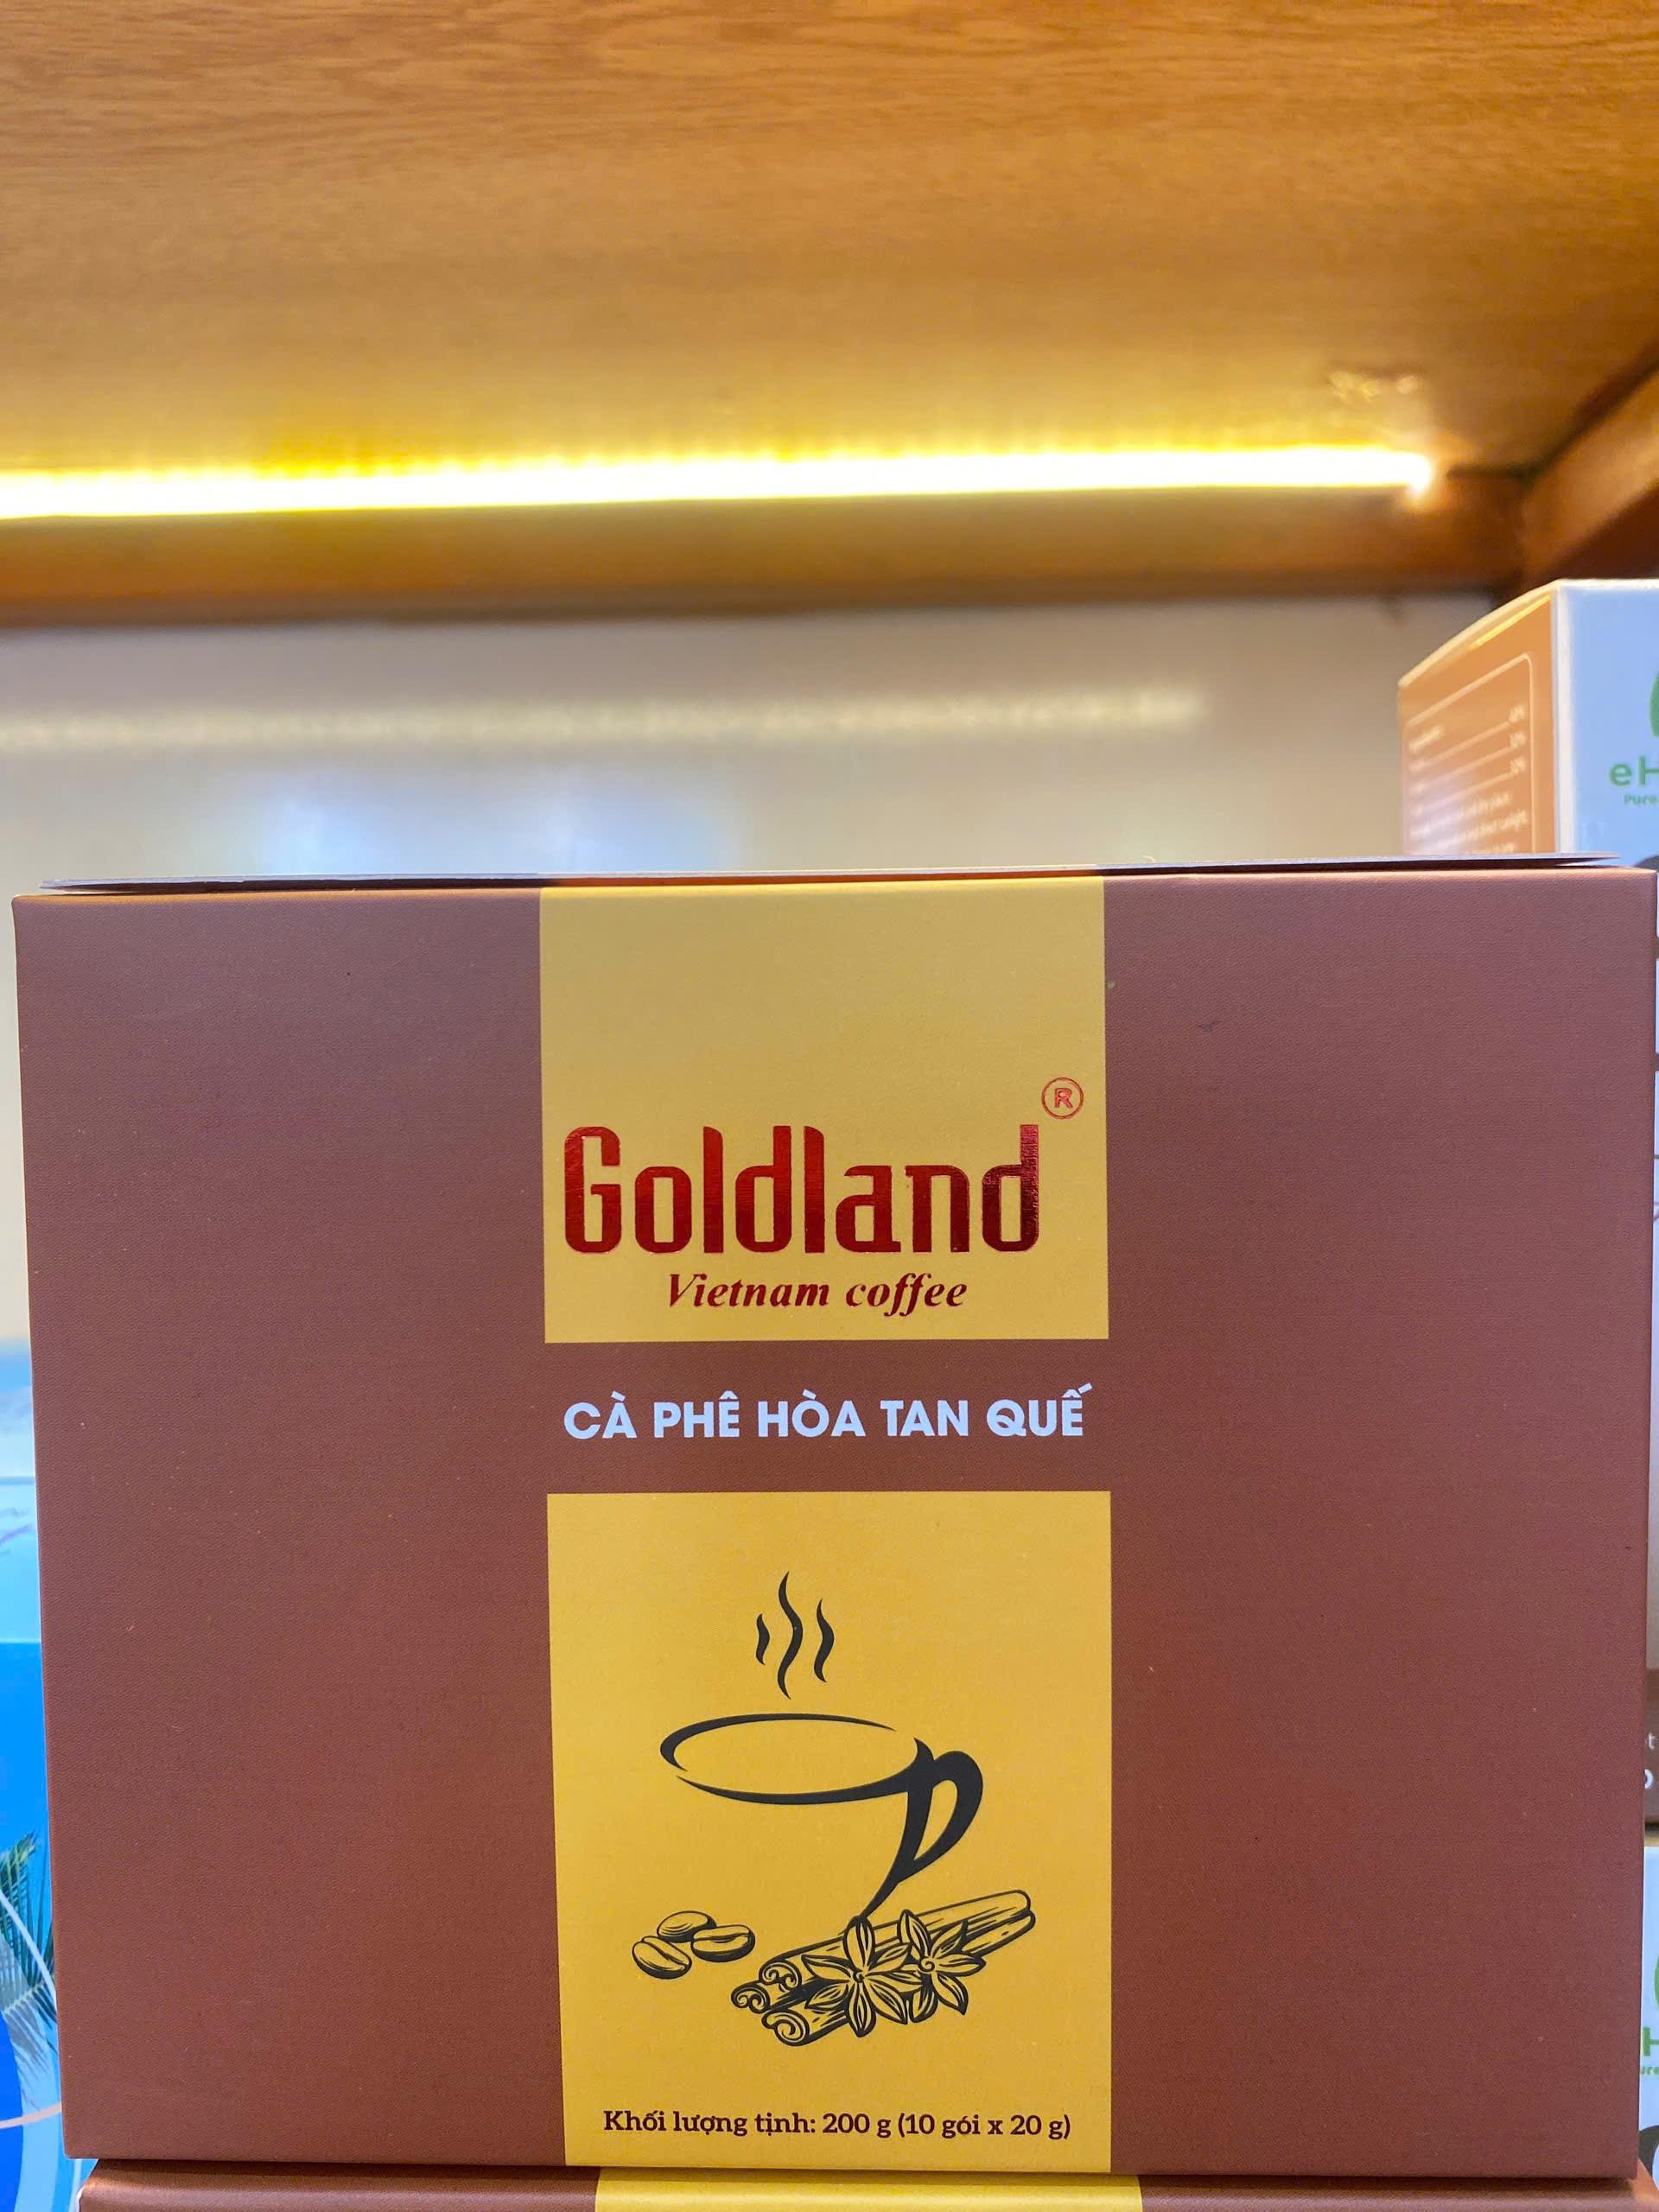 Goldland®
Vietnam coffee
CÀ PHÊ HÒA TAN QUẾ
Khối lượng tịnh: 200 g (10 gói x 20 g)